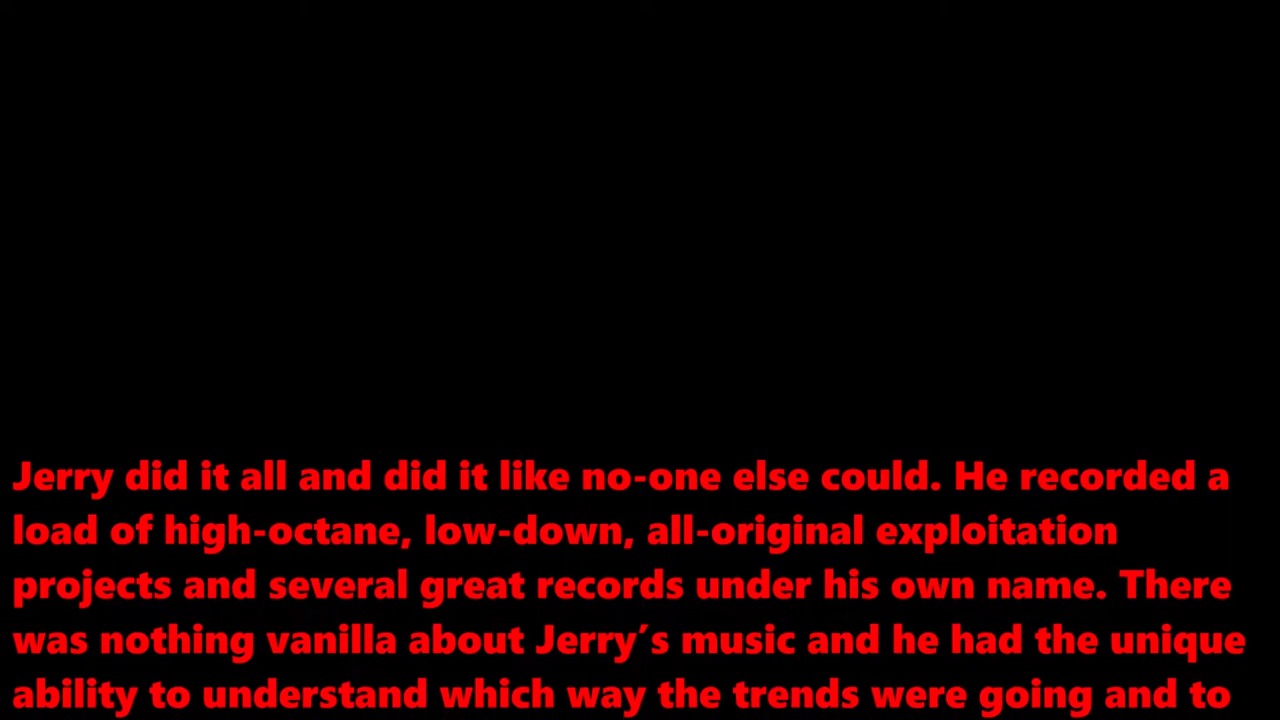 Jerry did it all and did it like no-one else could. He recorded a
load of high-octane, low-down, all-original exploitation
projects and several great records under his own name. There
was nothing vanilla about Jerry′s music and he had the unique
ability to understand which way the trends were going and to